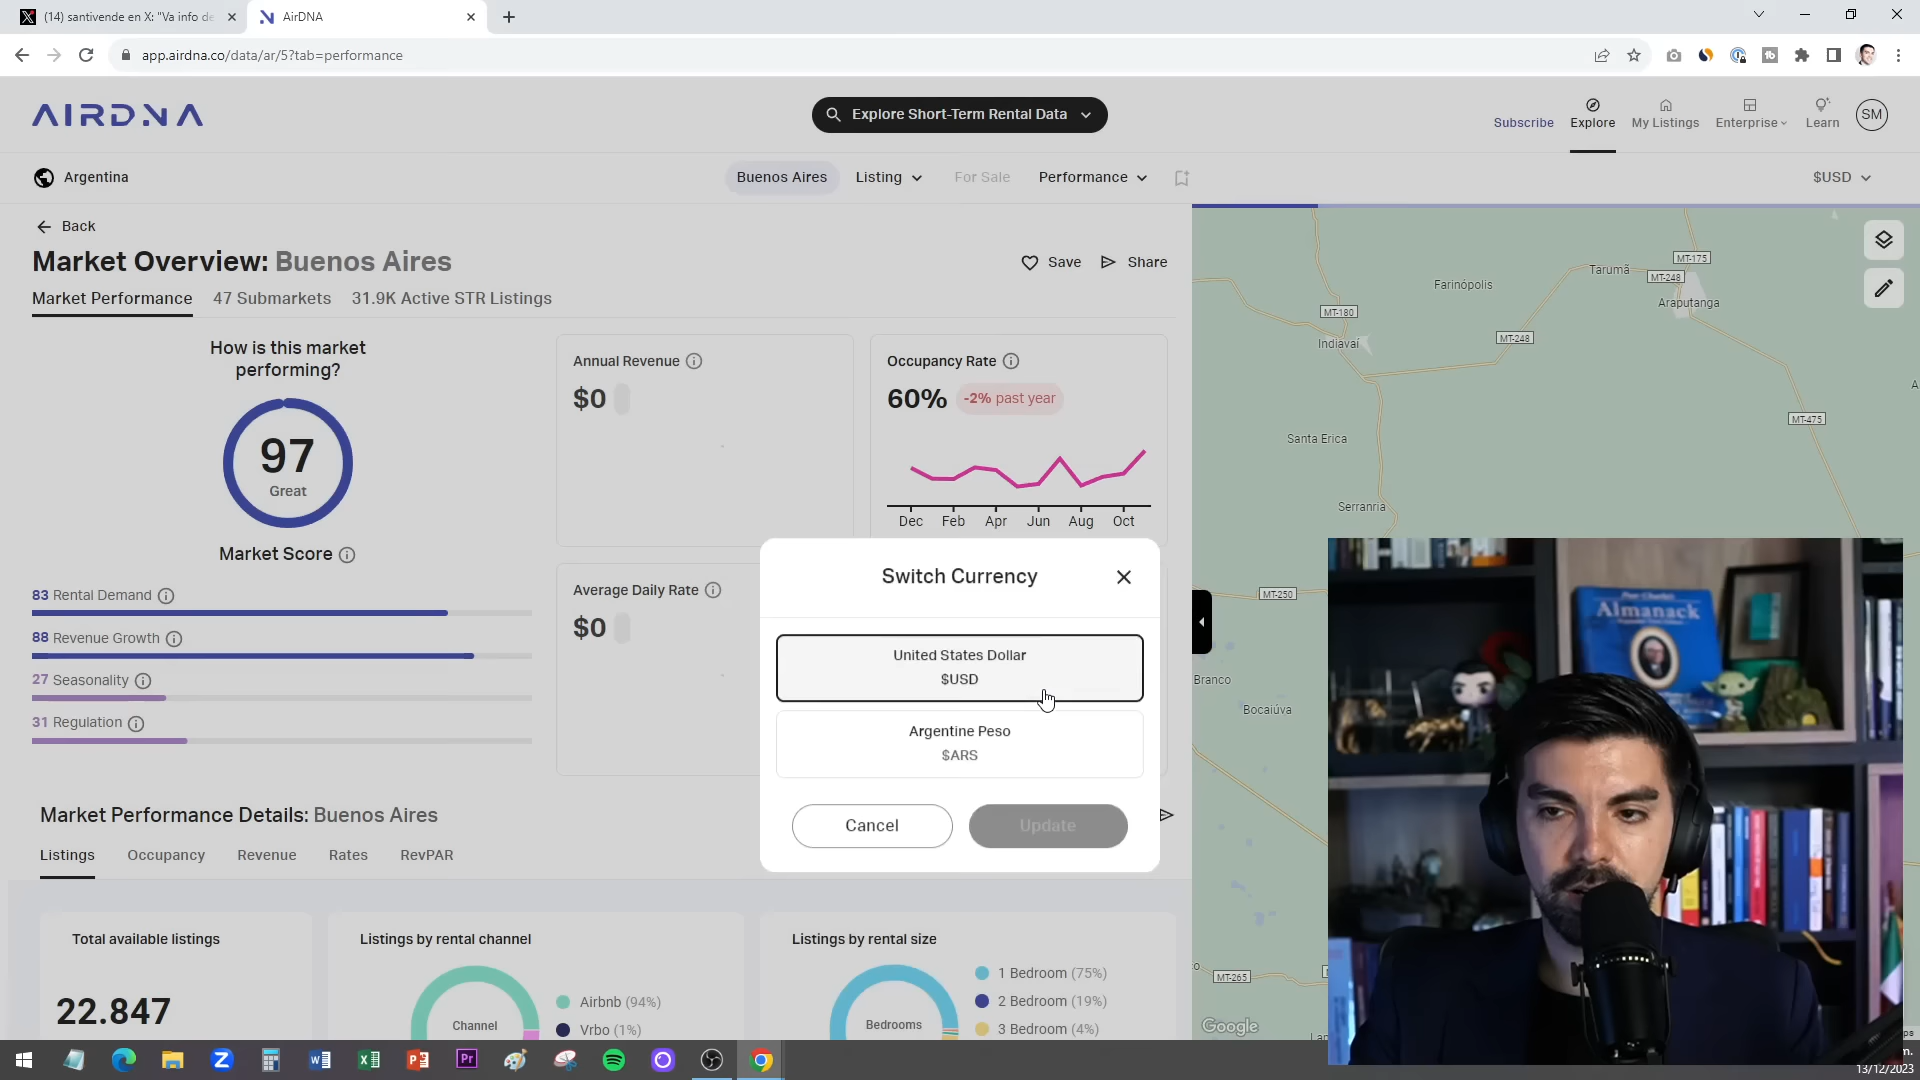 (14) santivende en X: "Va info de
AirDNA
app.airdna.co/data/ar/5?tab=performance
AIRDNA
Explore Short-Term Rental Data
Subscribe
Explore
My Listings
Enterprise
Learn
SM
Argentina
Buenos Aires
Listing
For Sale
Performance
$USD
Back
Market Overview: Buenos Aires
Save
Share
Market Performance
47 Submarkets
31.9K Active STR Listings
How is this market
performing?
97
Great
Market Score
83 Rental Demand
88 Revenue Growth
27 Seasonality
31 Regulation
Annual Revenue
$0
Occupancy Rate
60% -2% past year
Dec Feb Apr Jun Aug Oct
Average Daily Rate
$0
Switch Currency
United States Dollar
$USD
Argentine Peso
$ARS
Cancel
Update
Market Performance Details: Buenos Aires
Listings
Occupancy
Revenue
Rates
RevPAR
Total available listings
22.847
Listings by rental channel
Channel
Airbnb (94%)
Vrbo (1%)
Listings by rental size
Bedrooms
1 Bedroom (75%)
2 Bedroom (19%)
3 Bedroom (4%)
MT-175
Tarumã
MT-248
Farinópolis
Araputanga
MT-180
MT-248
Indiavaí
MT-475
Santa Erica
Serranria
MT-250
Branco
Bocaiúva
MT-265
Google
Almanack
13/12/2023